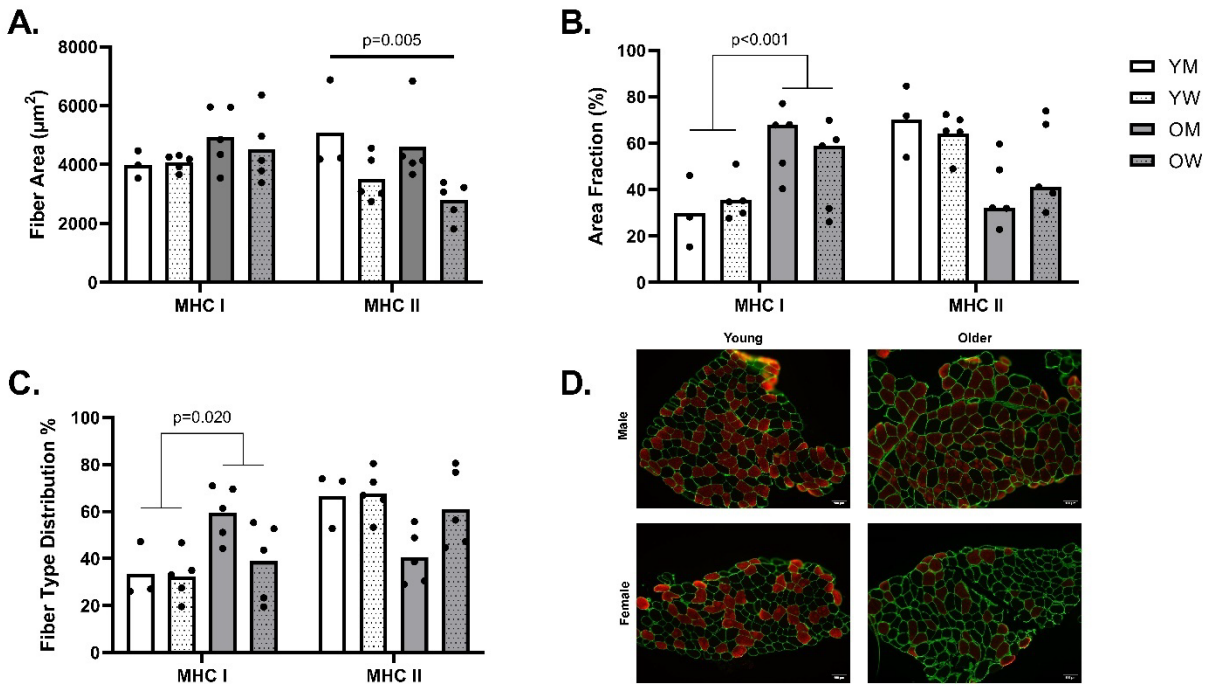 A.
8000
6000
4000
2000
0
Fiber Area (µm²)
p=0.005
MHC I
MHC II
B.
100
80
60
40
20
0
Area Fraction (%)
p<0.001
MHC I
MHC II
YM
YW
OM
OW
C.
100
80
60
40
20
0
Fiber Type Distribution %
p=0.020
MHC I
MHC II
D.
Young
Older
Male
Female